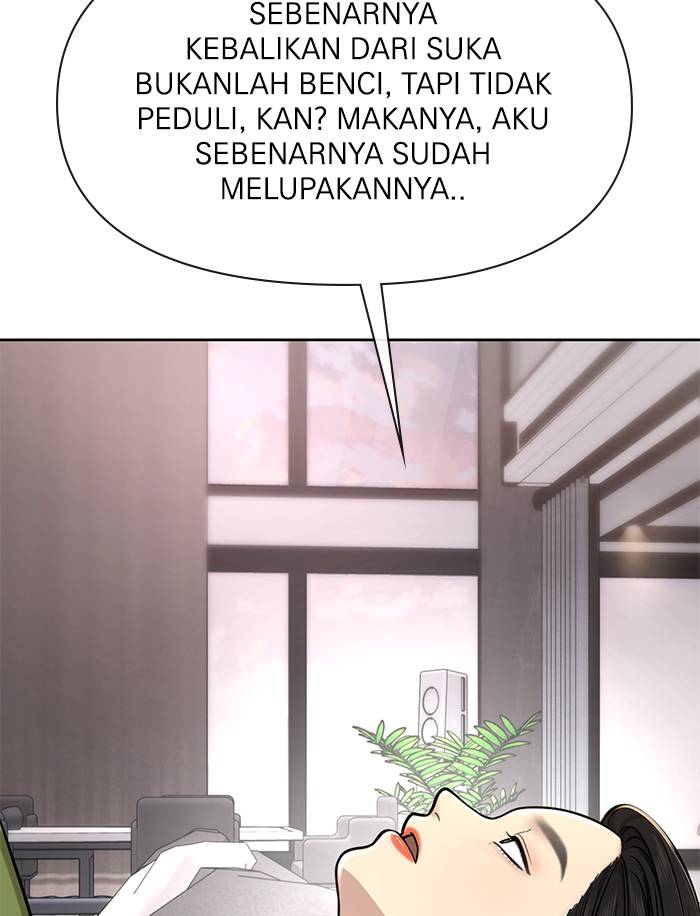 SEBENARNYA
KEBALIKAN DARI SUKA
BUKANLAH BENCI, TAPI TIDAK
PEDULI, KAN? MAKANYA, AKU
SEBENARNYA SUDAH
MELUPAKANNYA..